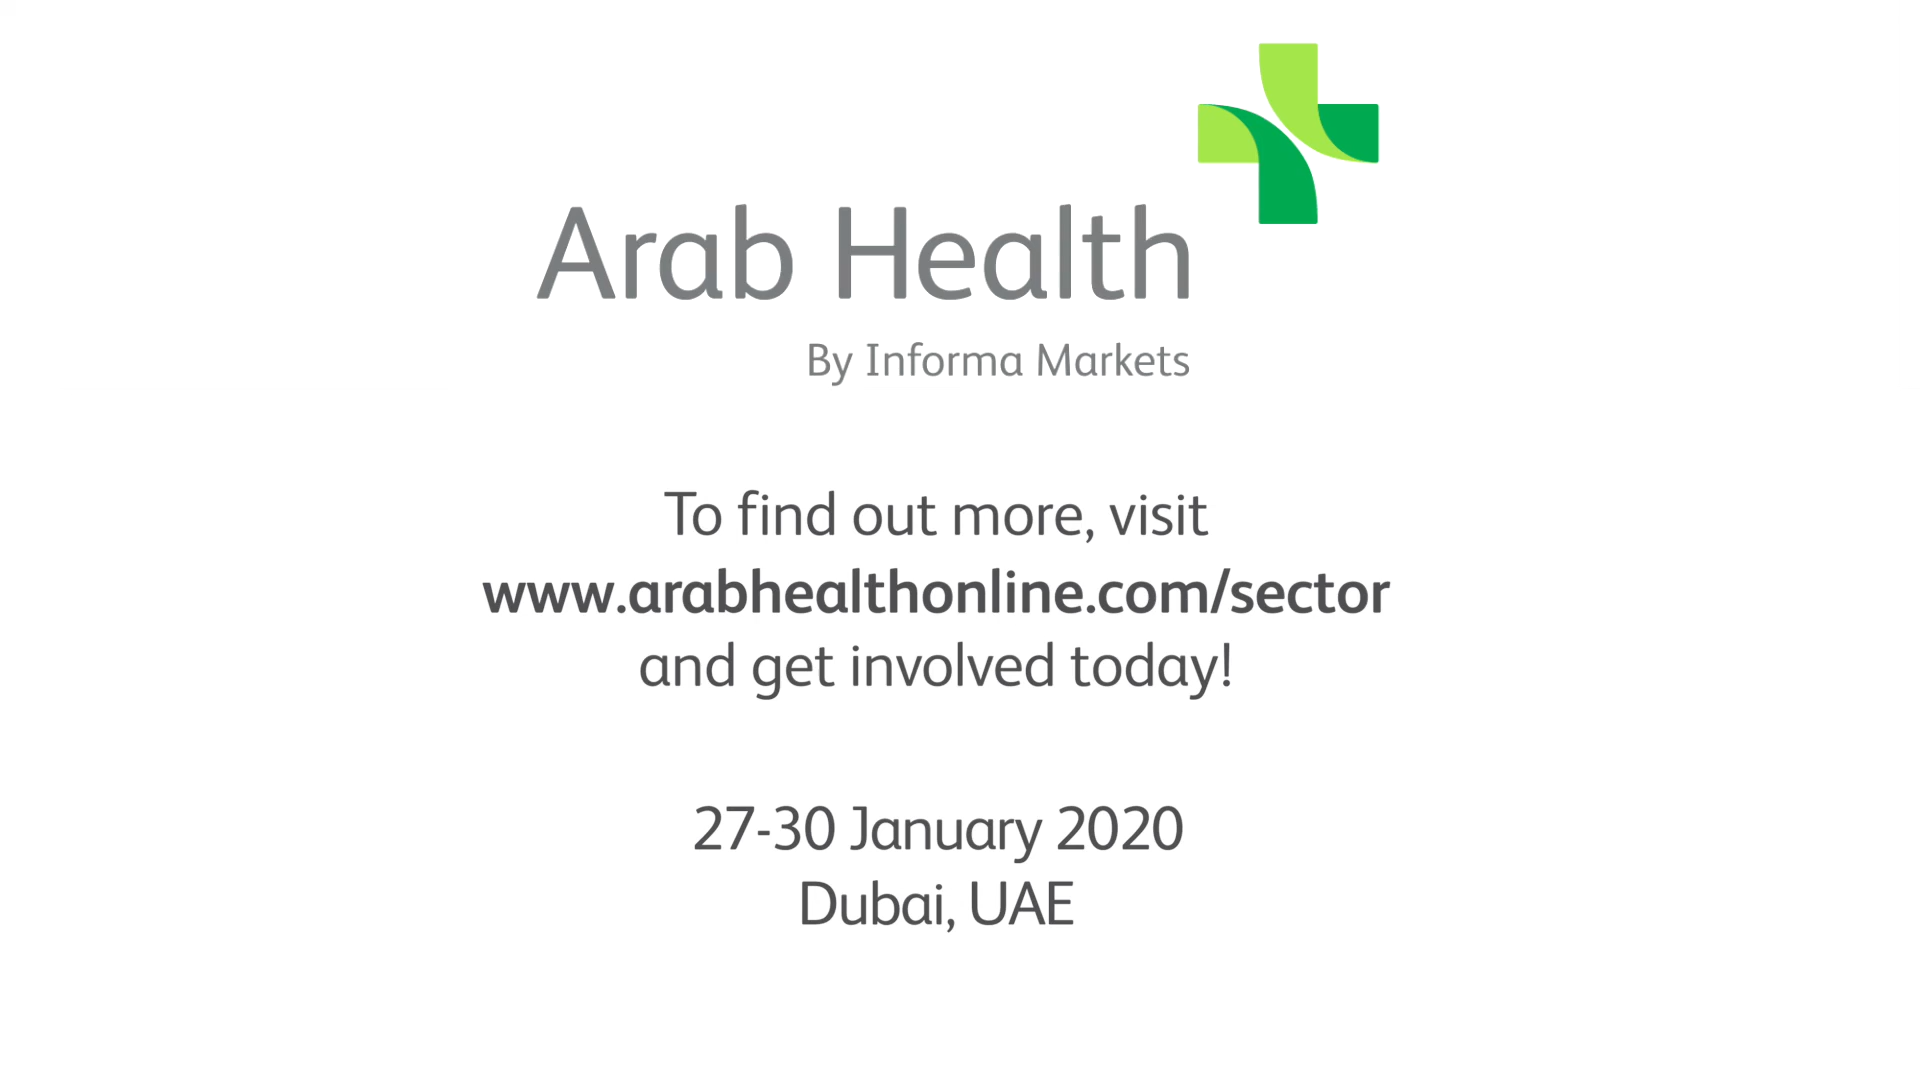 Arab Health
By Informa Markets
To find out more, visit
www.arabhealthonline.com/sector
and get involved today!
27-30 January 2020
Dubai, UAE